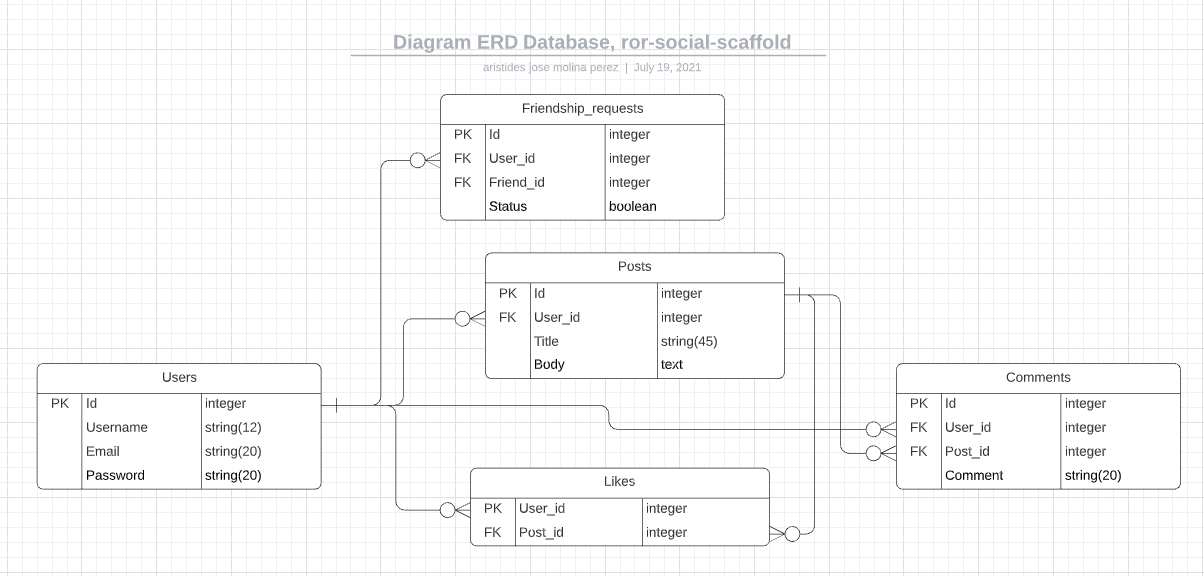 Diagram ERD Database, ror-social-scaffold
aristides jose molina perez | July 19, 2021
Friendship_requests
PK Id integer
FK User_id integer
FK Friend_id integer
Status boolean
Posts
PK Id integer
FK User_id integer
Title string(45)
Body text
Users
PK Id integer
Username string(12)
Email string(20)
Password string(20)
Comments
PK Id integer
FK User_id integer
FK Post_id integer
Comment string(20)
Likes
PK User_id integer
FK Post_id integer